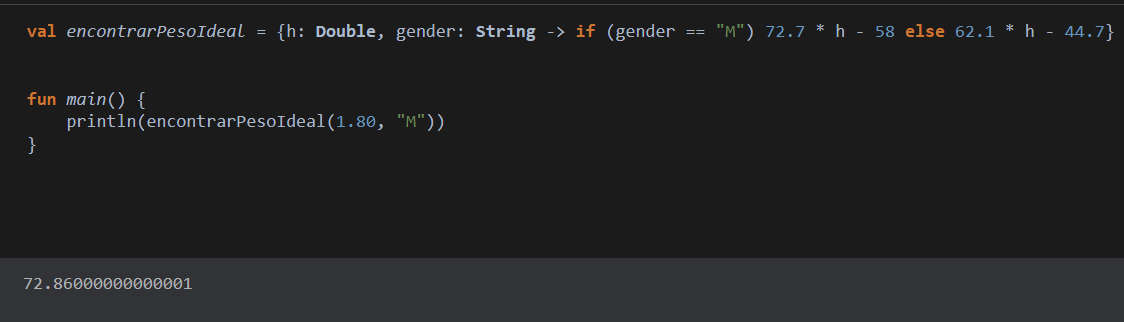 val encontrarPesoIdeal = {h: Double, gender: String -> if (gender == "M") 72.7 * h - 58 else 62.1 * h - 44.7}
fun main() {
    println(encontrarPesoIdeal(1.80, "M"))
}
72.86000000000001